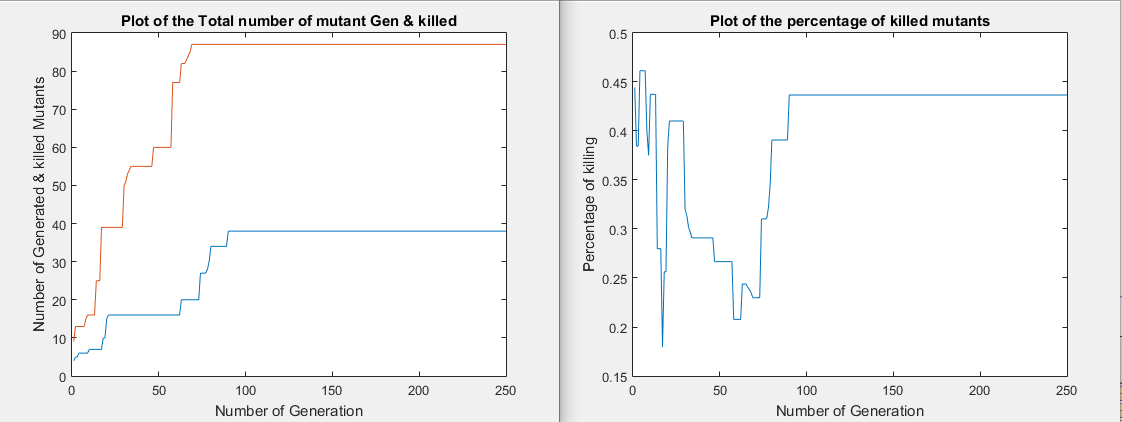 Plot of the Total number of mutant Gen & killed
90
80
70
60
50
40
30
20
10
0
Number of Generated & killed Mutants
0 50 100 150 200 250
Number of Generation
Plot of the percentage of killed mutants
0.5
0.45
0.4
0.35
0.3
0.25
0.2
0.15
Percentage of killing
0 50 100 150 200 250
Number of Generation